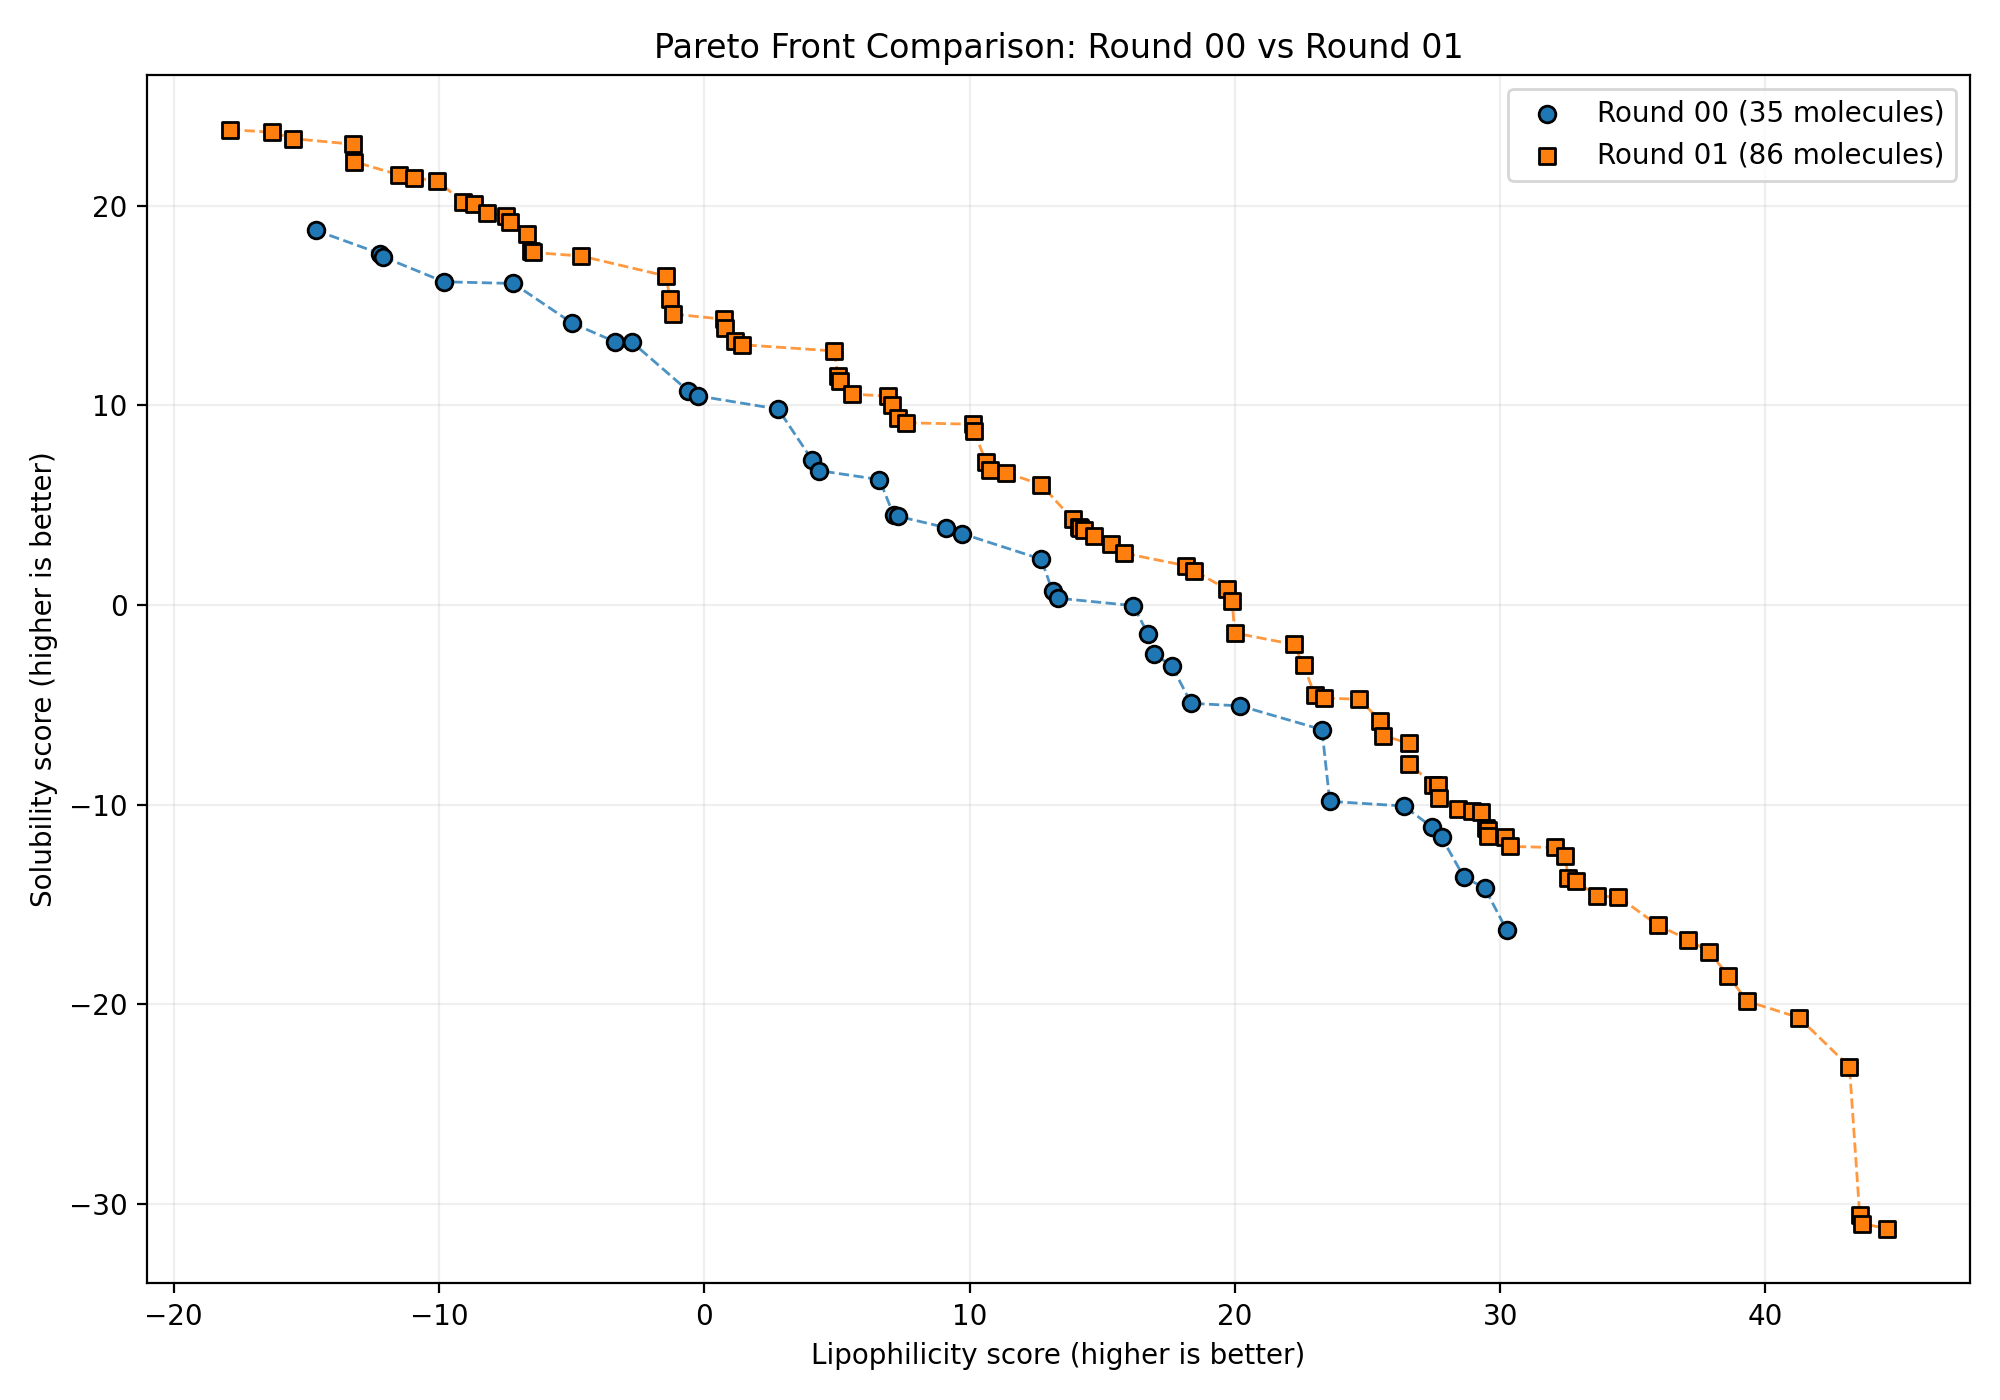 Pareto Front Comparison: Round 00 vs Round 01
Round 00 (35 molecules)
Round 01 (86 molecules)
Solubility score (higher is better)
20
10
0
−10
−20
−30
−20
−10
0
10
20
30
40
Lipophilicity score (higher is better)